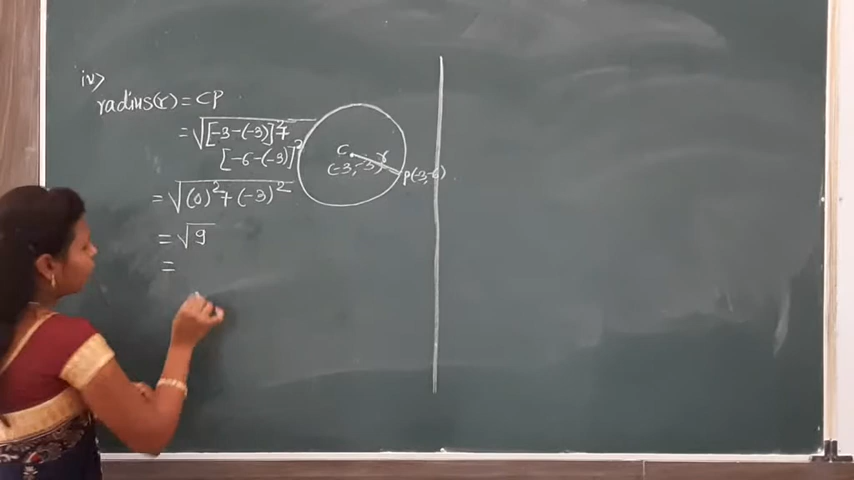 iv>
radius(r) = CP
= √[-3-(-3)]²+
[-6-(-3)]²
= √(0)²+(-3)²
= √9
=
C
r
(-3,-3)
P(-3,-6)